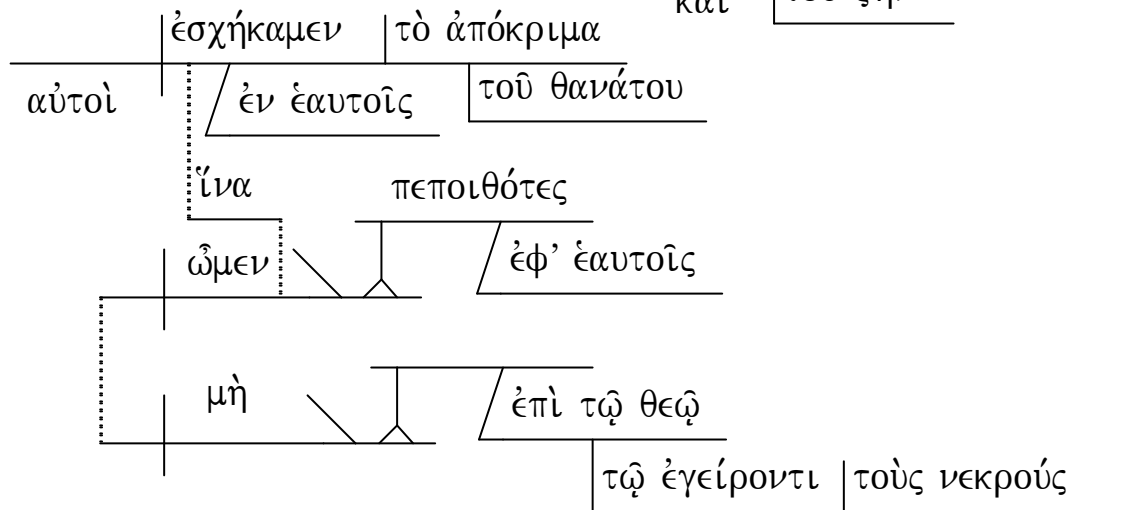 καὶ
ἐσχήκαμεν τὸ ἀπόκριμα
αὐτοὶ ἐν ἑαυτοῖς τοῦ θανάτου
ἵνα πεποιθότες
ὦμεν ἐφ’ ἑαυτοῖς
μὴ ἐπὶ τῷ θεῷ
τῷ ἐγείροντι τοὺς νεκρούς